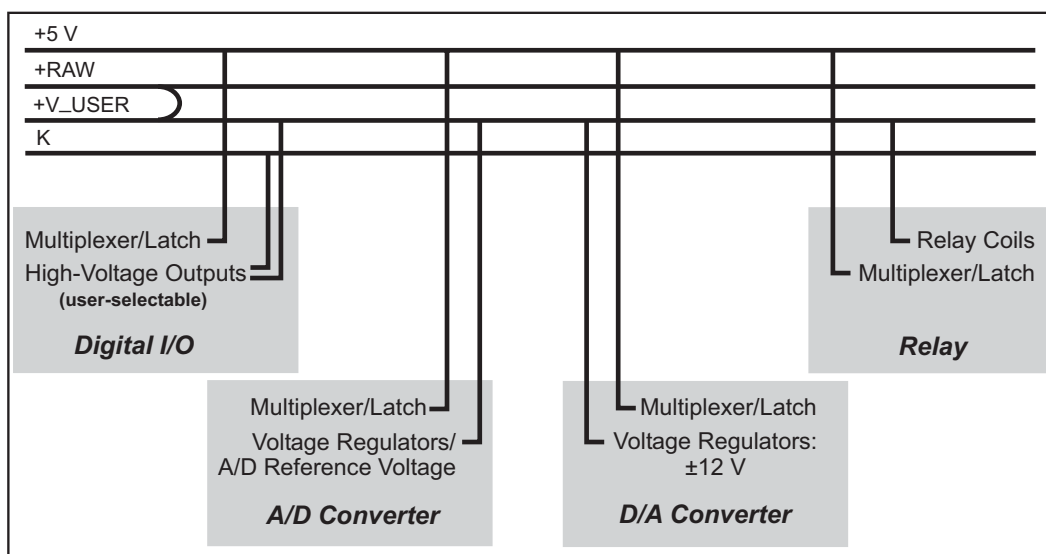 +5 V
+RAW
+V_USER
K
Multiplexer/Latch
High-Voltage Outputs
(user-selectable)
Digital I/O
Relay Coils
Multiplexer/Latch
Relay
Multiplexer/Latch
Voltage Regulators/
A/D Reference Voltage
A/D Converter
Multiplexer/Latch
Voltage Regulators:
±12 V
D/A Converter